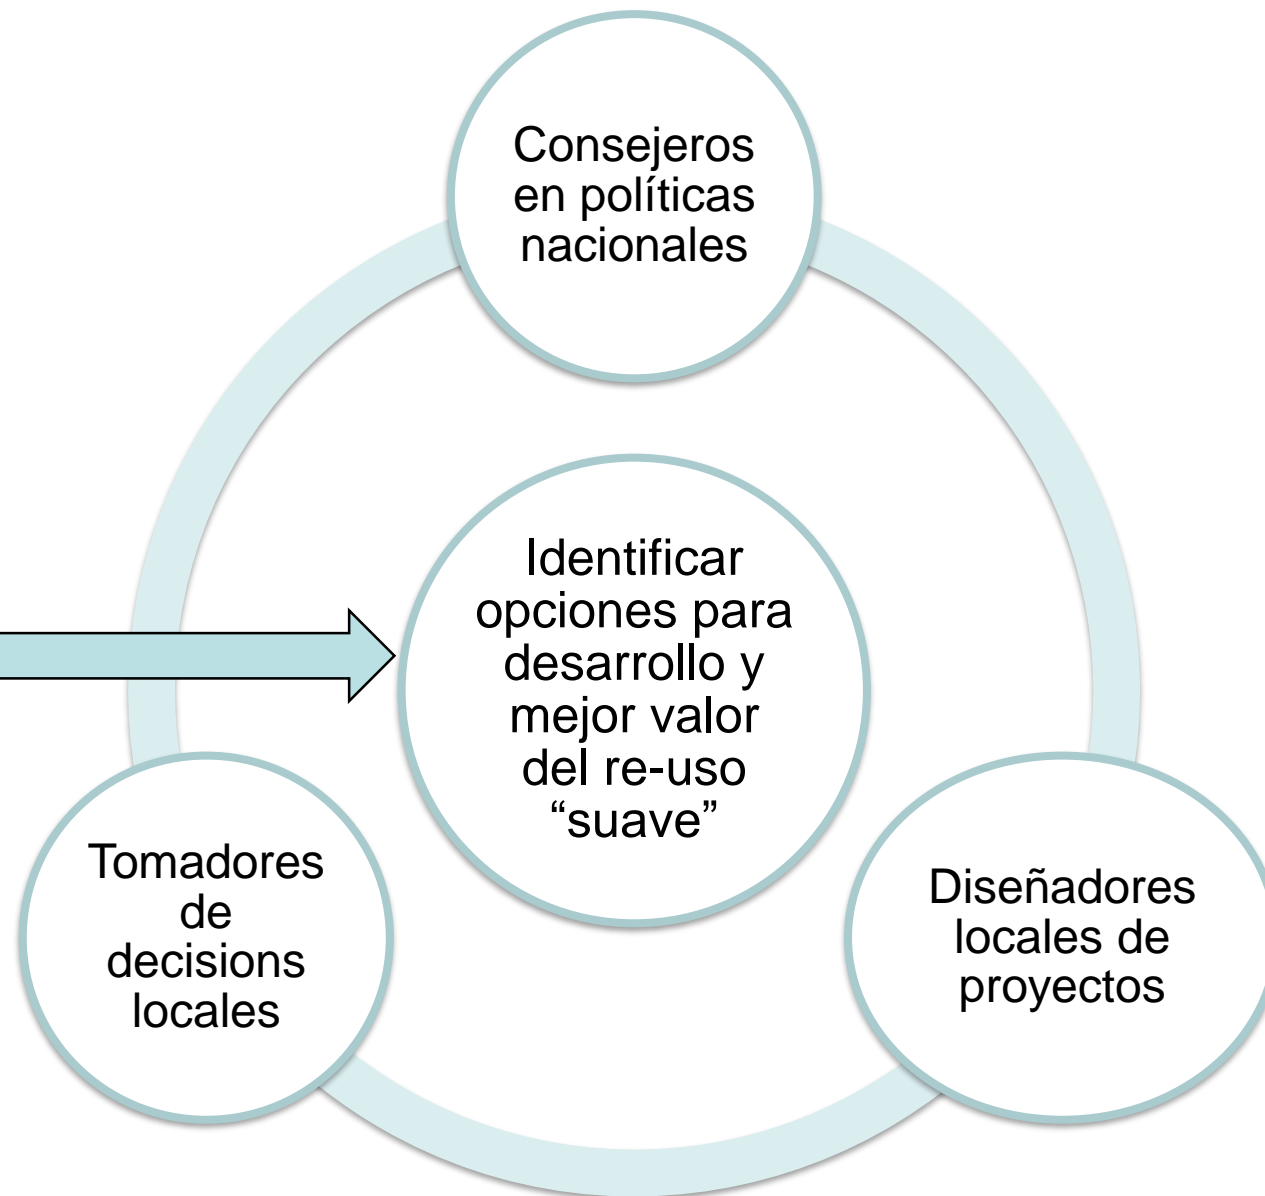 Consejeros
en políticas
nacionales
Identificar
opciones para
desarrollo y
mejor valor
del re-uso
“suave”
Tomadores
de
decisions
locales
Diseñadores
locales de
proyectos